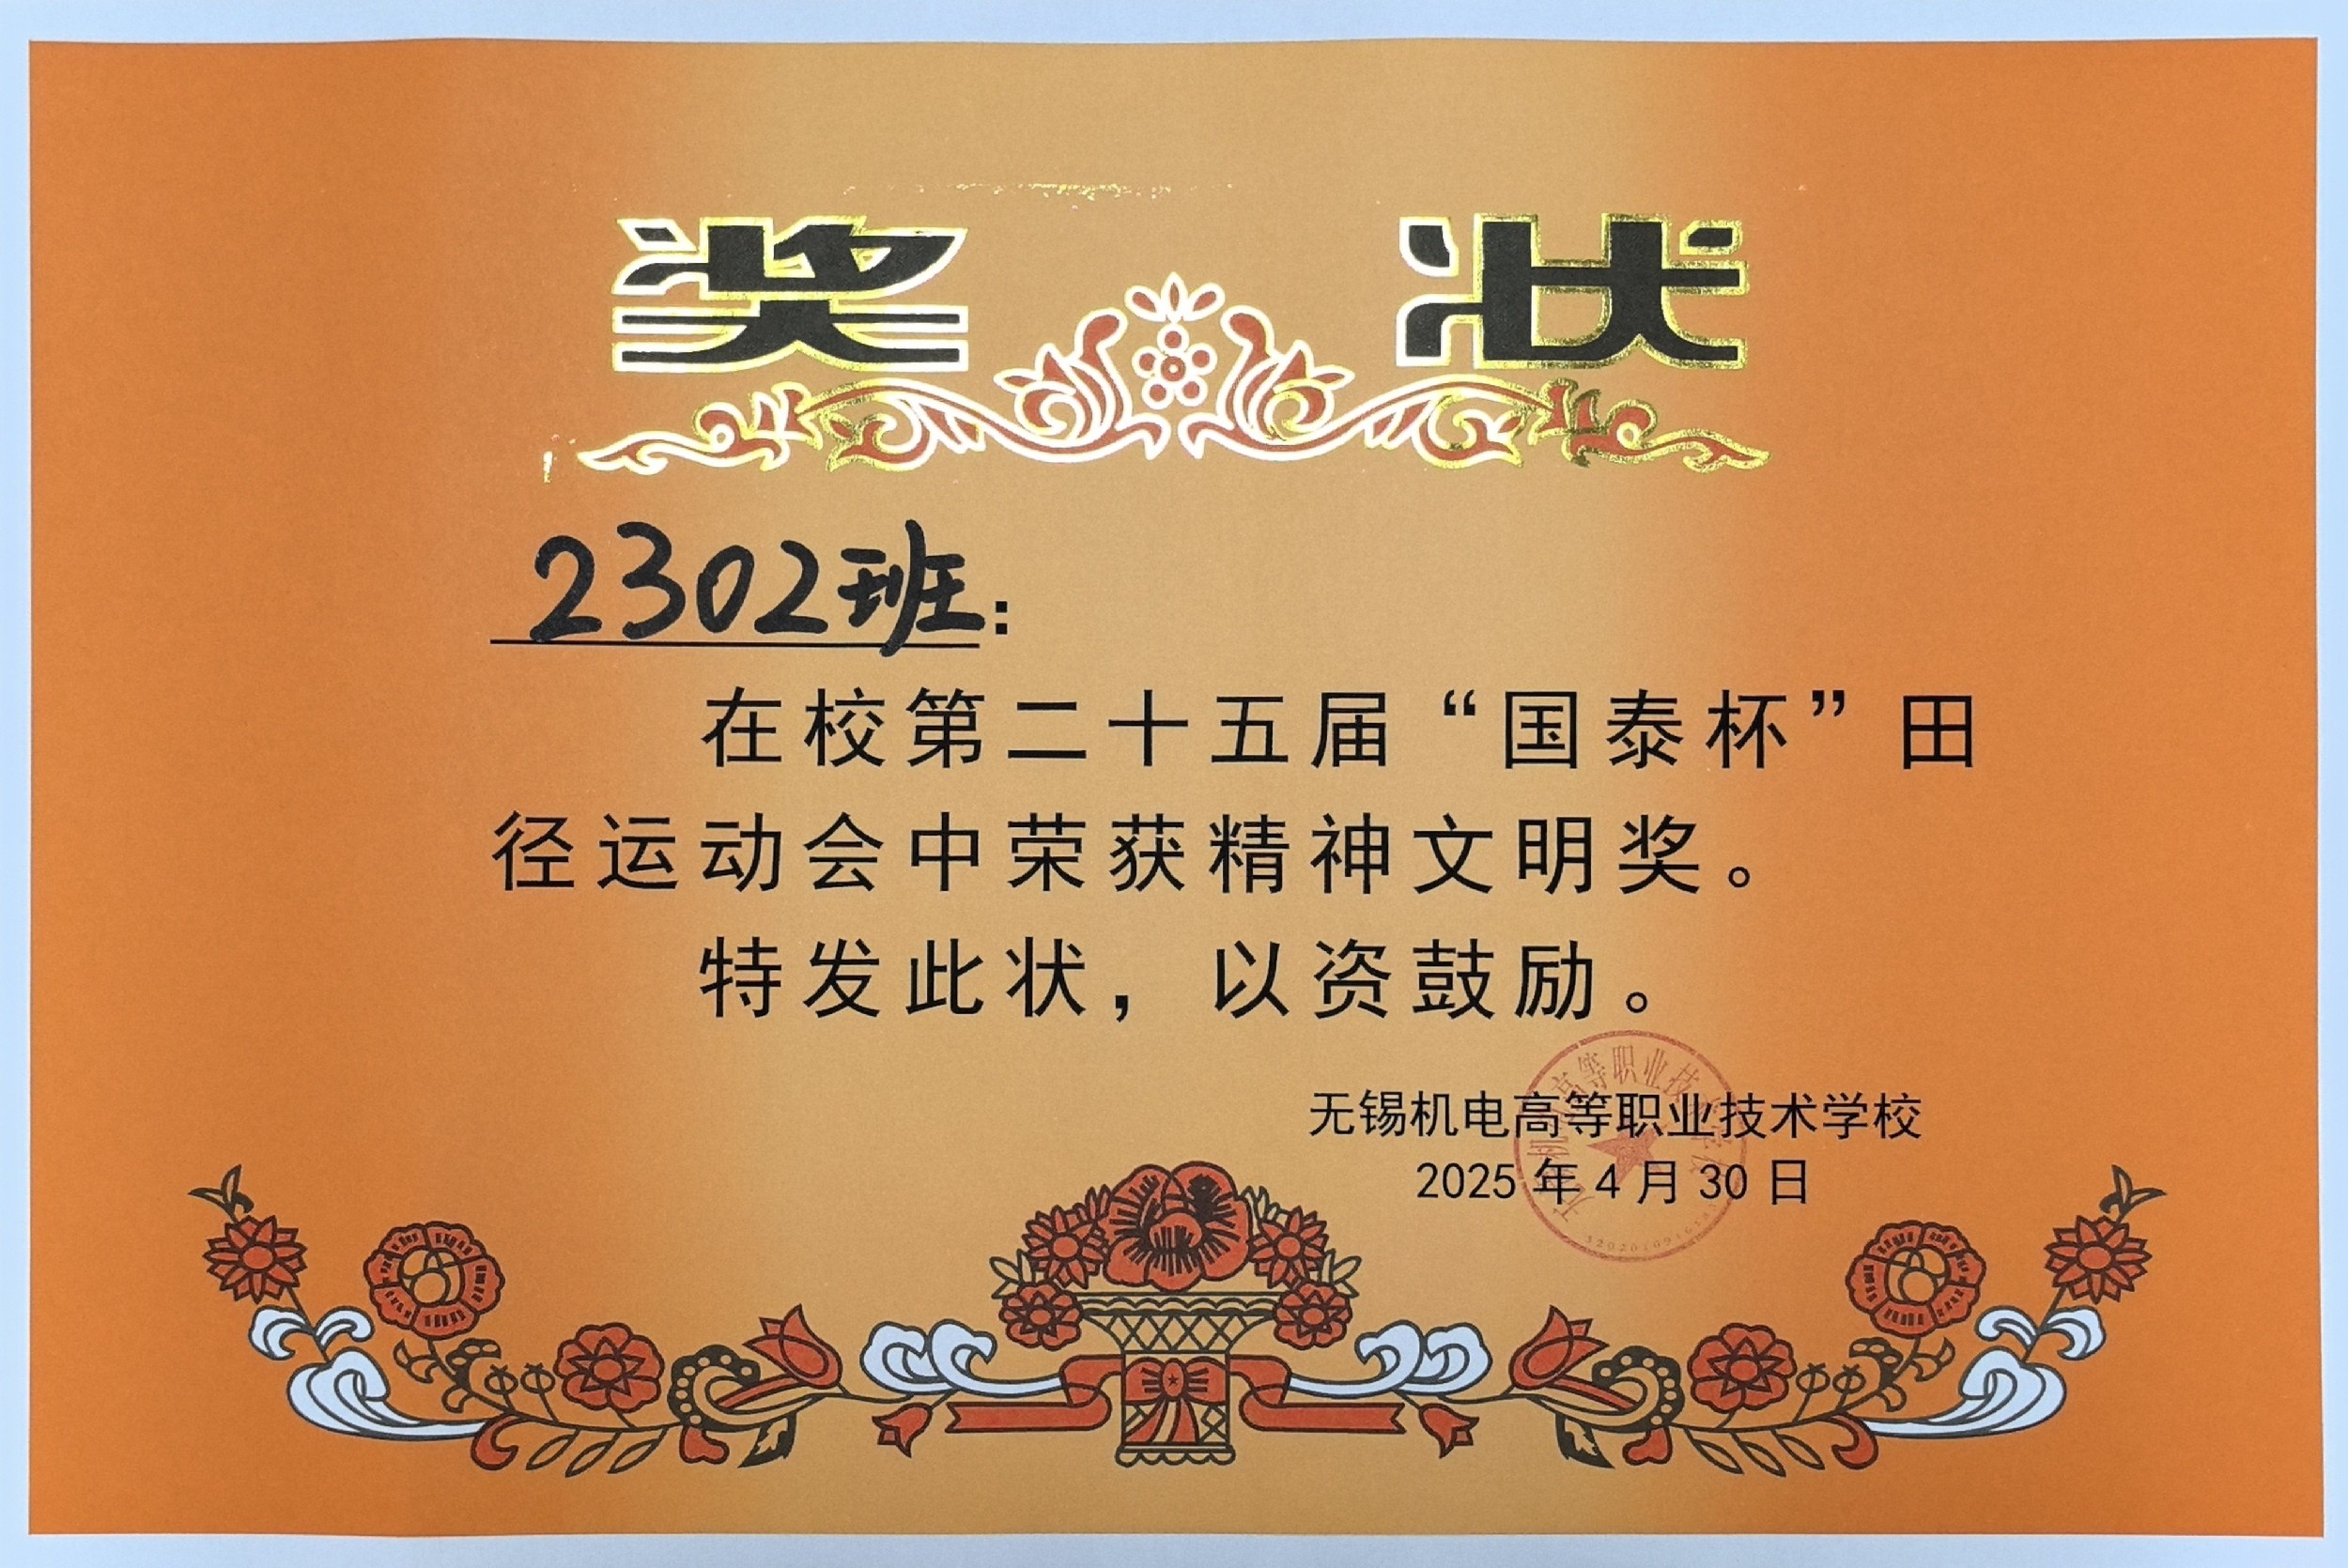 奖状
2302班:
在校第二十五届“国泰杯”田
径运动会中荣获精神文明奖。
特发此状，以资鼓励。
无锡机电高等职业技术学校
2025年4月30日